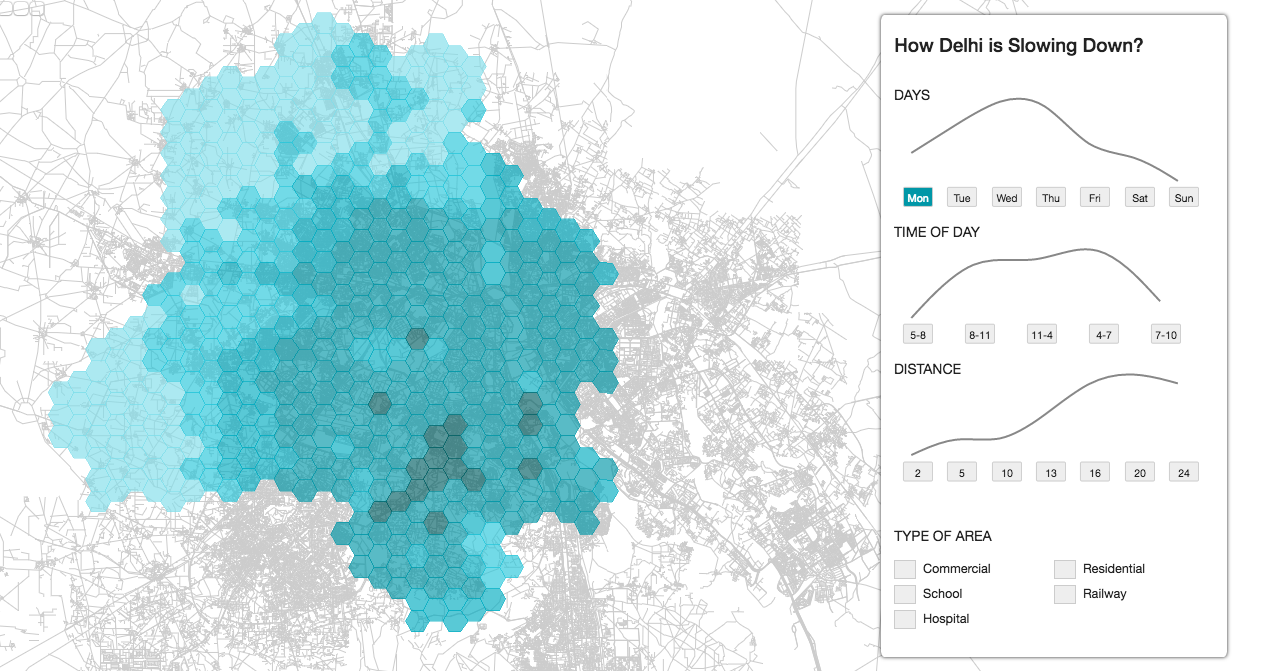 How Delhi is Slowing Down?
DAYS
Mon Tue Wed Thu Fri Sat Sun
TIME OF DAY
5-8 8-11 11-4 4-7 7-10
DISTANCE
2 5 10 13 16 20 24
TYPE OF AREA
Commercial Residential
School Railway
Hospital